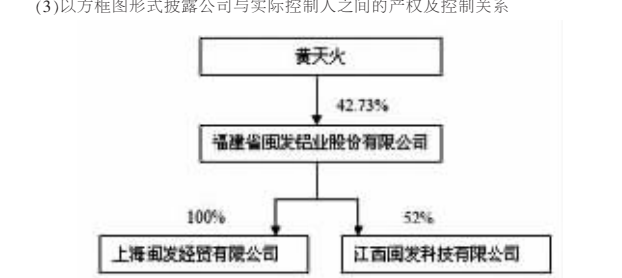 (3)以方框图形式披露公司与实际控制人之间的产权及控制关系
黄天火
42.73%
福建省闽发铝业股份有限公司
100%
52%
上海闽发经贸有限公司
江西闽发科技有限公司